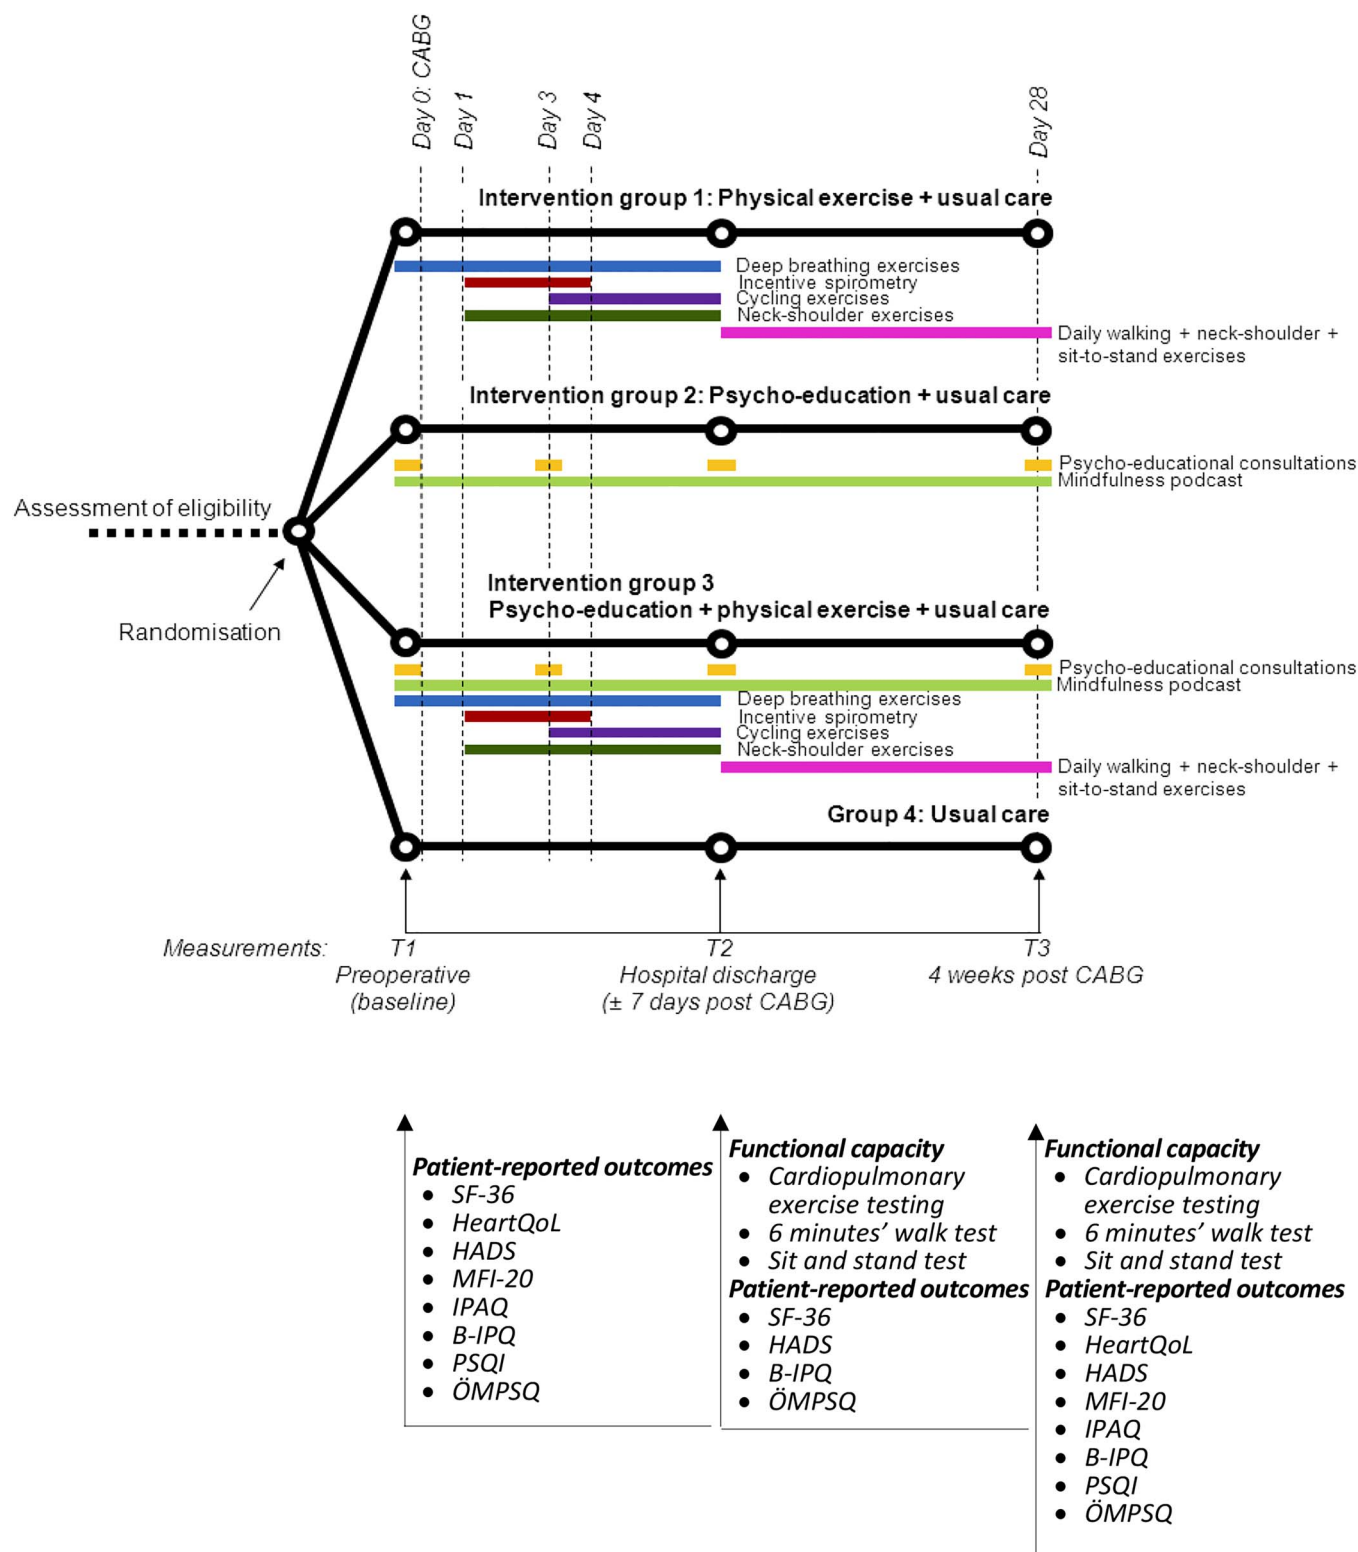 Day 0: CABG
Day 1
Day 3
Day 4
Day 28
Intervention group 1: Physical exercise + usual care
Deep breathing exercises
Incentive spirometry
Cycling exercises
Neck-shoulder exercises
Daily walking + neck-shoulder +
sit-to-stand exercises
Intervention group 2: Psycho-education + usual care
Psycho-educational consultations
Mindfulness podcast
Assessment of eligibility
Randomisation
Intervention group 3
Psycho-education + physical exercise + usual care
Psycho-educational consultations
Mindfulness podcast
Deep breathing exercises
Incentive spirometry
Cycling exercises
Neck-shoulder exercises
Daily walking + neck-shoulder +
sit-to-stand exercises
Group 4: Usual care
Measurements:
T1
Preoperative
(baseline)
T2
Hospital discharge
(± 7 days post CABG)
T3
4 weeks post CABG
Patient-reported outcomes
• SF-36
• HeartQoL
• HADS
• MFI-20
• IPAQ
• B-IPQ
• PSQI
• ÖMPSQ
Functional capacity
• Cardiopulmonary
exercise testing
• 6 minutes’ walk test
• Sit and stand test
Patient-reported outcomes
• SF-36
• HADS
• B-IPQ
• ÖMPSQ
Functional capacity
• Cardiopulmonary
exercise testing
• 6 minutes’ walk test
• Sit and stand test
Patient-reported outcomes
• SF-36
• HeartQoL
• HADS
• MFI-20
• IPAQ
• B-IPQ
• PSQI
• ÖMPSQ